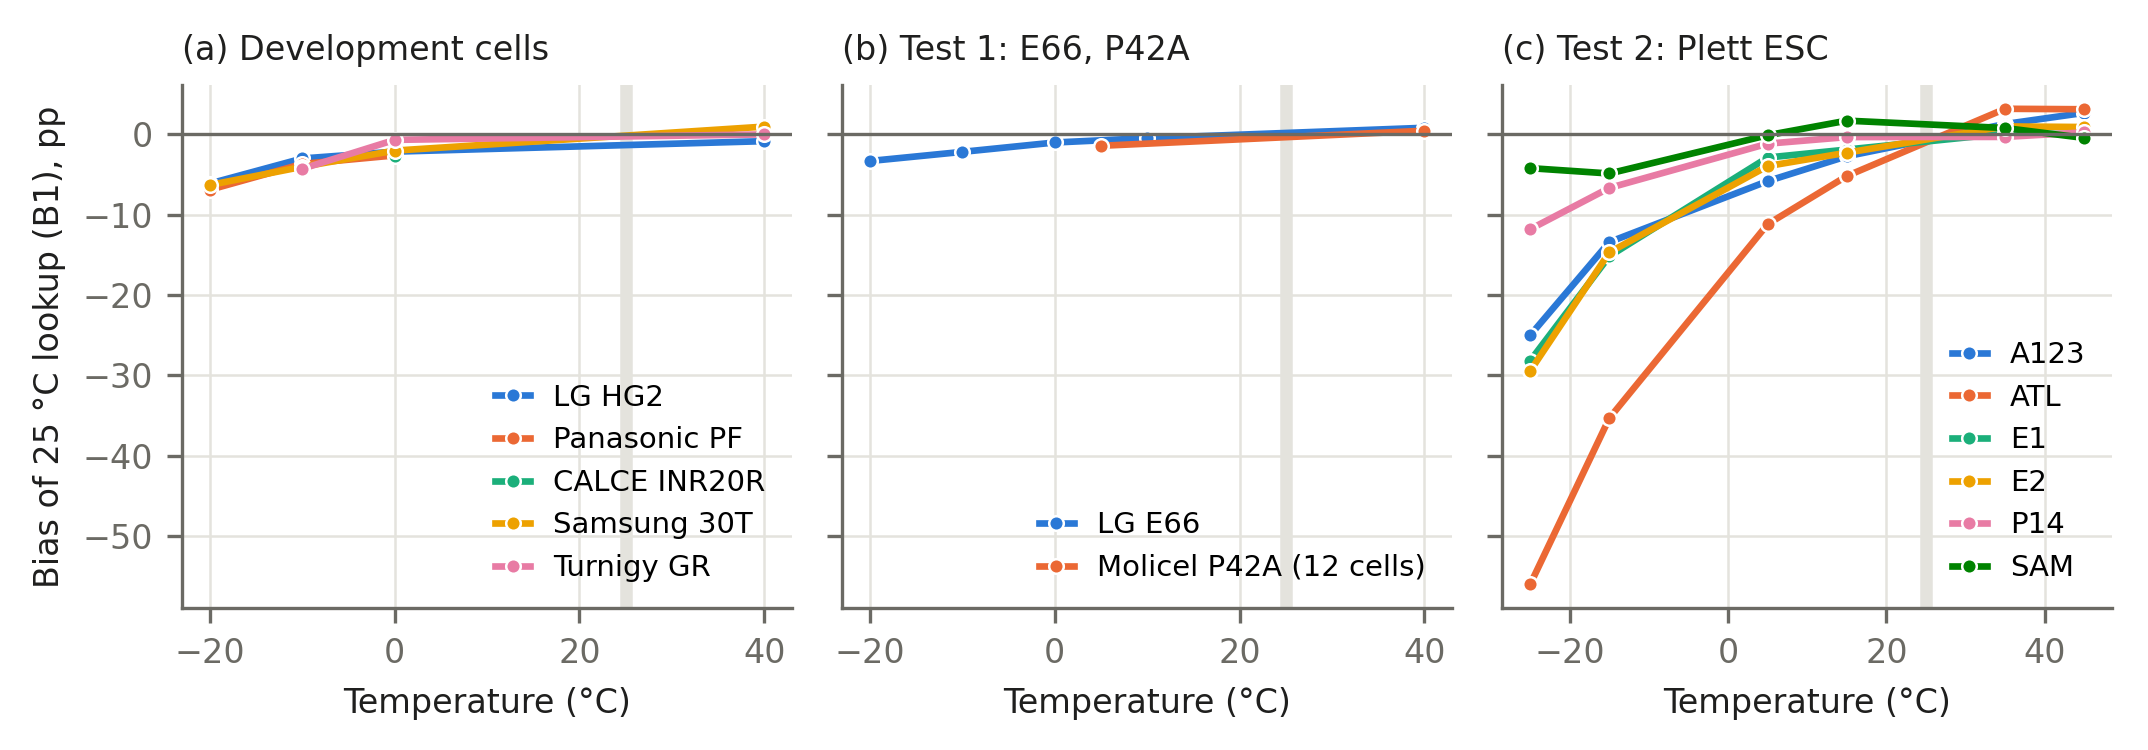 (a) Development cells
(b) Test 1: E66, P42A
(c) Test 2: Plett ESC
Bias of 25 °C lookup (B1), pp
0
−10
−20
−30
−40
−50
LG HG2
Panasonic PF
CALCE INR20R
Samsung 30T
Turnigy GR
LG E66
Molicel P42A (12 cells)
A123
ATL
E1
E2
P14
SAM
−20 0 20 40
−20 0 20 40
−20 0 20 40
Temperature (°C)
Temperature (°C)
Temperature (°C)